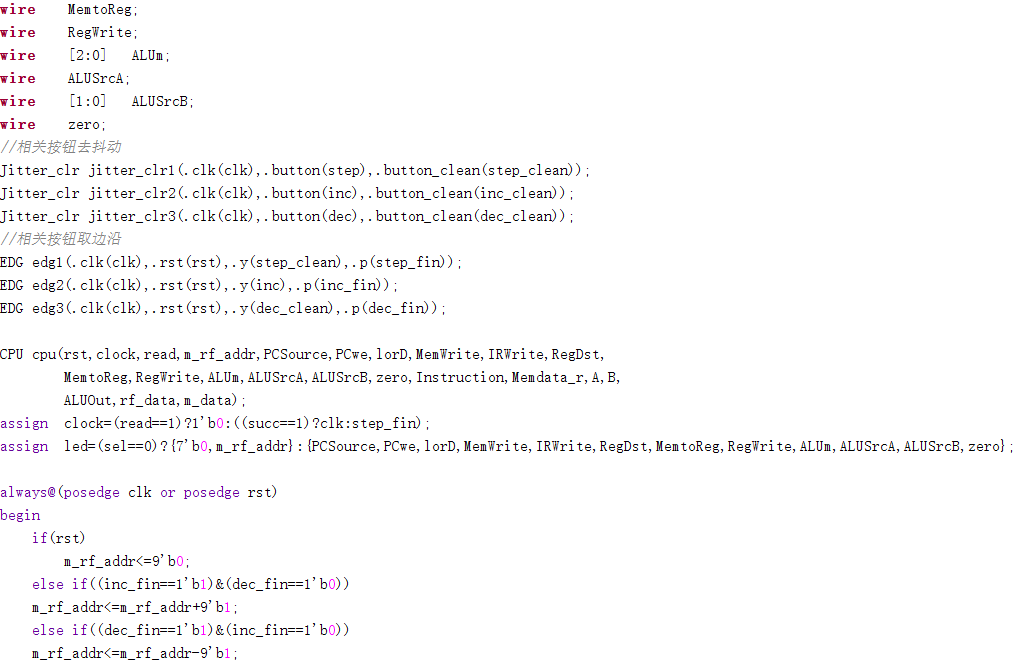 wire    MemtoReg;
wire    RegWrite;
wire    [2:0]   ALUm;
wire    ALUSrcA;
wire    [1:0]   ALUSrcB;
wire    zero;
//相关按钮去抖动
Jitter_clr jitter_clr1(.clk(clk),.button(step),.button_clean(step_clean));
Jitter_clr jitter_clr2(.clk(clk),.button(inc),.button_clean(inc_clean));
Jitter_clr jitter_clr3(.clk(clk),.button(dec),.button_clean(dec_clean));
//相关按钮取边沿
EDG edg1(.clk(clk),.rst(rst),.y(step_clean),.p(step_fin));
EDG edg2(.clk(clk),.rst(rst),.y(inc),.p(inc_fin));
EDG edg3(.clk(clk),.rst(rst),.y(dec_clean),.p(dec_fin));
CPU cpu(rst,clock,read,m_rf_addr,PCSource,PCwe,lorD,MemWrite,IRWrite,RegDst,
        MemtoReg,RegWrite,ALUm,ALUSrcA,ALUSrcB,zero,Instruction,Memdata_r,A,B,
        ALUOut,rf_data,m_data);
assign  clock=(read==1)?1'b0:((succ==1)?clk:step_fin);
assign  led=(sel==0)?{7'b0,m_rf_addr}:{PCSource,PCwe,lorD,MemWrite,IRWrite,RegDst,MemtoReg,RegWrite,ALUm,ALUSrcA,ALUSrcB,zero};
always@(posedge clk or posedge rst)
begin
    if(rst)
        m_rf_addr<=9'b0;
    else if((inc_fin==1'b1)&(dec_fin==1'b0))
    m_rf_addr<=m_rf_addr+9'b1;
    else if((dec_fin==1'b1)&(inc_fin==1'b0))
    m_rf_addr<=m_rf_addr-9'b1;